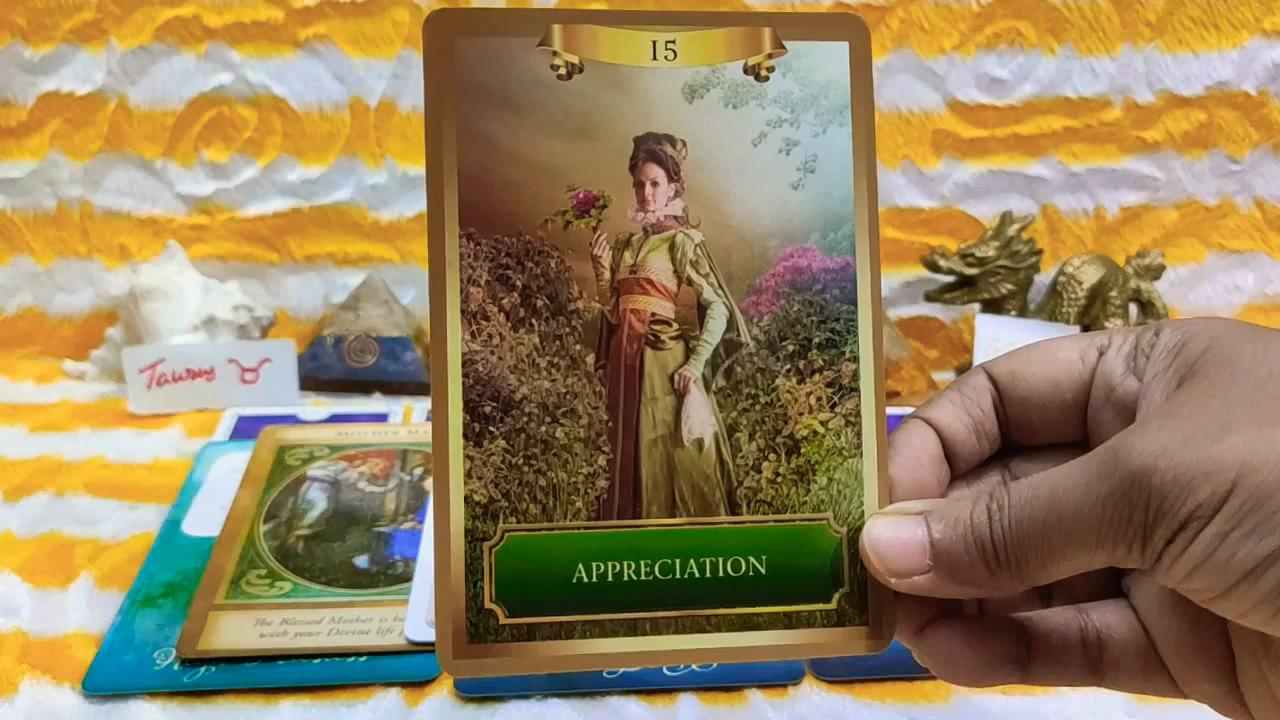 15
APPRECIATION
Taurus ♉
The Blessed Mother is
with your Divine life